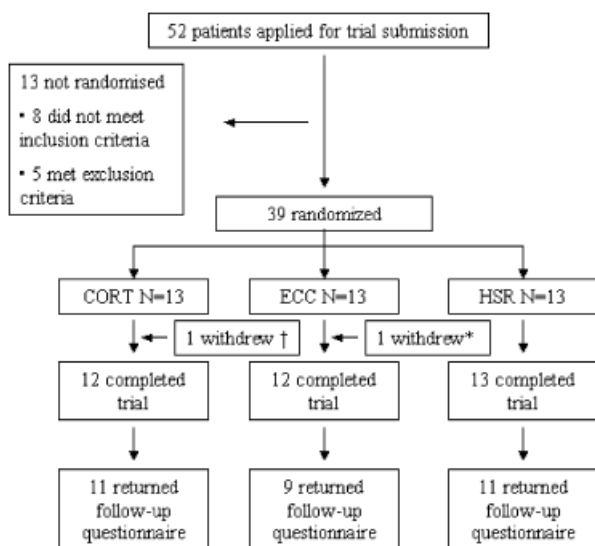 52 patients applied for trial submission
13 not randomised
▪ 8 did not meet
inclusion criteria
▪ 5 met exclusion
criteria
39 randomized
CORT N=13
ECC N=13
HSR N=13
1 withdrew †
1 withdrew*
12 completed
trial
12 completed
trial
13 completed
trial
11 returned
follow-up
questionnaire
9 returned
follow-up
questionnaire
11 returned
follow-up
questionnaire